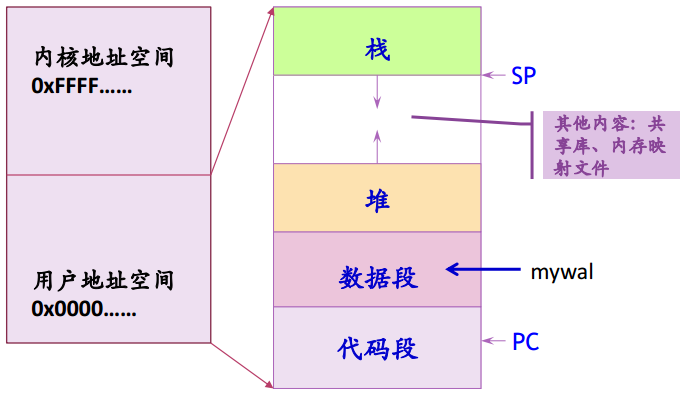 内核地址空间
0xFFFF……
用户地址空间
0x0000……
栈
SP
其他内容：共
享库、内存映
射文件
堆
数据段
mywal
代码段
PC